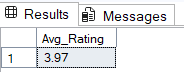 Results Messages
Avg_Rating
1 3.97